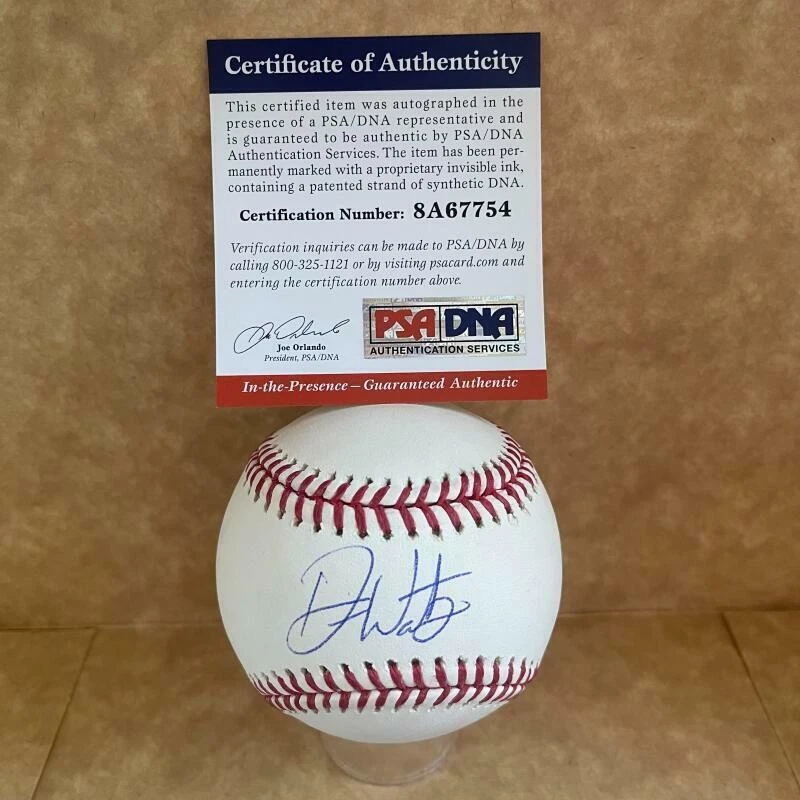 Certificate of Authenticity
This certified item was autographed in the
presence of a PSA/DNA representative and
is guaranteed to be authentic by PSA/DNA
Authentication Services. The item has been per-
manently marked with a proprietary invisible ink,
containing a patented strand of synthetic DNA.
Certification Number: 8A67754
Verification inquiries can be made to PSA/DNA by
calling 800-325-1121 or by visiting psacard.com and
entering the certification number above.
Joe Orlando
President, PSA/DNA
PSA DNA
AUTHENTICATION SERVICES
In-the-Presence – Guaranteed Authentic